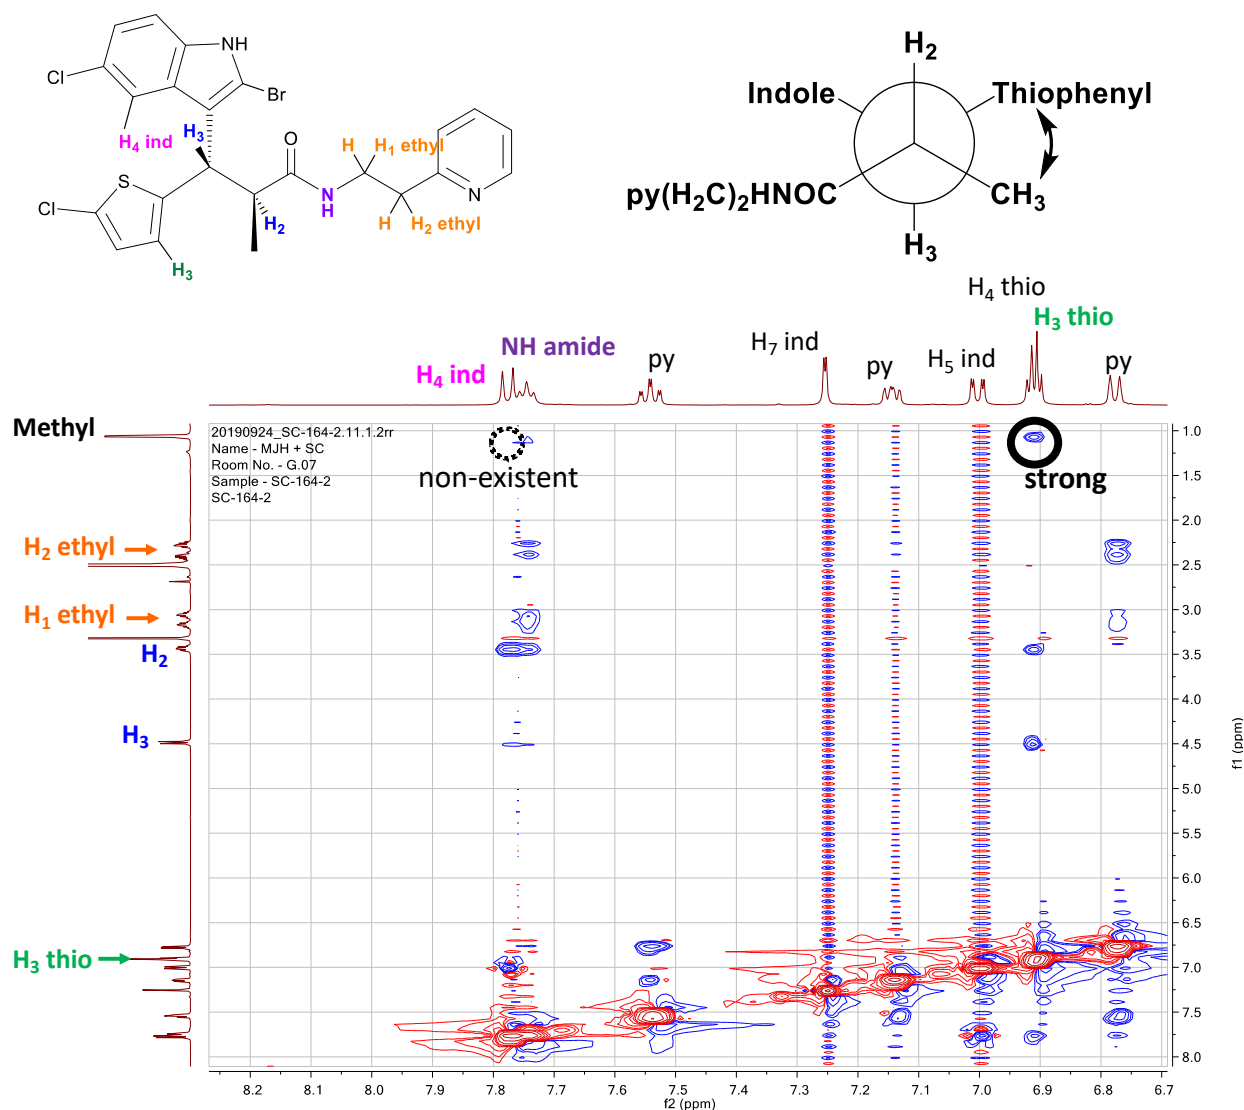 NH
Cl
Br
H₄ ind
H₃
O
H
H₁ ethyl
S
Cl
N
H
N
H₂
H
H₂ ethyl
H₃
H₂
Indole
Thiophenyl
py(H₂C)₂HNOC
CH₃
H₃
H₄ thio
H₃ thio
H₇ ind
NH amide
py
H₅ ind
py
py
H₄ ind
Methyl
20190924_SC-164-2.11.1.2rr
Name - MJH + SC
Room No. - G.07
Sample - SC-164-2
SC-164-2
non-existent
strong
H₂ ethyl
H₁ ethyl
H₂
H₃
H₃ thio
1.0
1.5
2.0
2.5
3.0
3.5
4.0
4.5
5.0
5.5
6.0
6.5
7.0
7.5
8.0
f1 (ppm)
8.2 8.1 8.0 7.9 7.8 7.7 7.6 7.5 7.4 7.3 7.2 7.1 7.0 6.9 6.8 6.7
f2 (ppm)